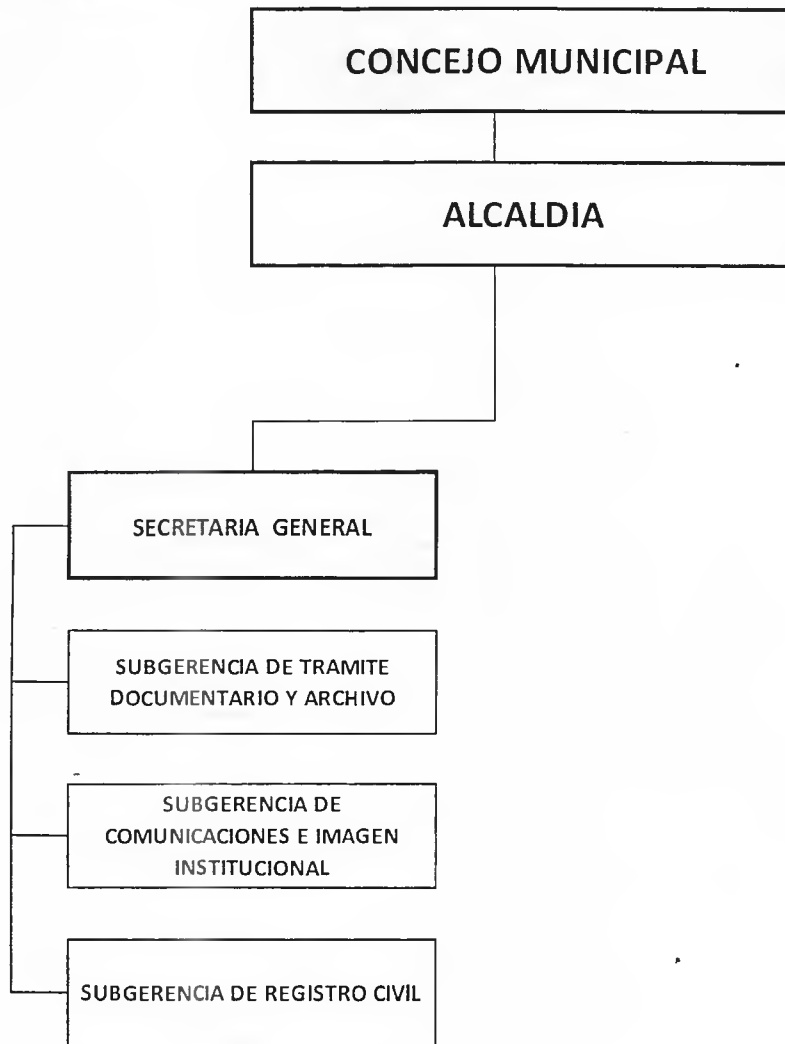 CONCEJO MUNICIPAL
ALCALDIA
SECRETARIA GENERAL
SUBGERENCIA DE TRAMITE
DOCUMENTARIO Y ARCHIVO
SUBGERENCIA DE
COMUNICACIONES E IMAGEN
INSTITUCIONAL
SUBGERENCIA DE REGISTRO CIVIL